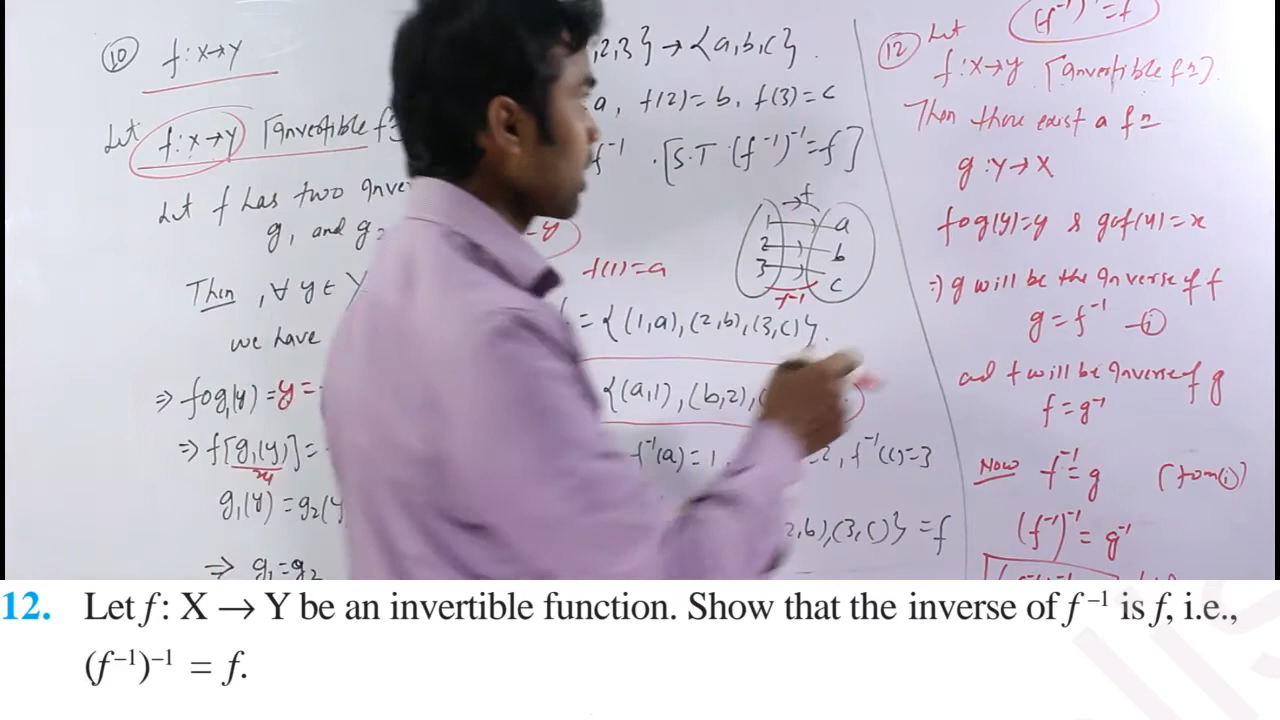 (10) f : X→Y
Let f : X→Y [Invertible
Let f has two
g₁ and g₂
Then, ∀ y ∈ Y
we have
⇒ fog₁(y) = y =
⇒ f[g₁(y)] =
g₁(y) = g₂(y
⇒ g₁ = g₂
2,3} → {a,b,c}.
a, f(2) = b, f(3) = c
f⁻¹ . [S.T (f⁻¹)⁻¹ = f]
→ f
1 a
2 b
3 c
f⁻¹
f(1) = a
= {(1,a), (2,b), (3,c)}.
{(a,1), (b,2),
f⁻¹(a) = 1, = 2, f⁻¹(c) = 3
2,b), (3,c)} = f
(f⁻¹)⁻¹ = f
(12) Let
f : X→Y [Invertible fn].
Then there exist a fn
g : Y→X
fog(y) = y & gof(x) = x
⇒ g will be the Inverse of f
g = f⁻¹ –(i)
and f will be Inverse of g
f = g⁻¹
Now f⁻¹ = g (from (i))
(f⁻¹)⁻¹ = g⁻¹
12. Let f : X → Y be an invertible function. Show that the inverse of f⁻¹ is f, i.e.,
(f⁻¹)⁻¹ = f.